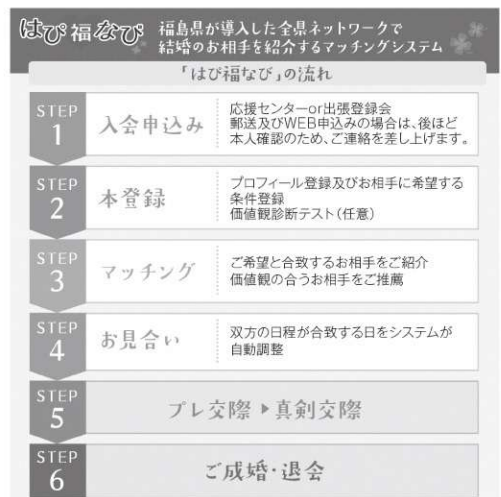 はぴ福なび 福島県が導入した全県ネットワークで
結婚のお相手を紹介するマッチングシステム
「はぴ福なび」の流れ
STEP
1
入会申込み
応援センターor出張登録会
郵送及びWEB申込みの場合は、後ほど
本人確認のため、ご連絡を差し上げます。
STEP
2
本登録
プロフィール登録及びお相手に希望する
条件登録
価値観診断テスト(任意)
STEP
3
マッチング
ご希望と合致するお相手をご紹介
価値観の合うお相手をご推薦
STEP
4
お見合い
双方の日程が合致する日をシステムが
自動調整
STEP
5
プレ交際▶真剣交際
STEP
6
ご成婚・退会